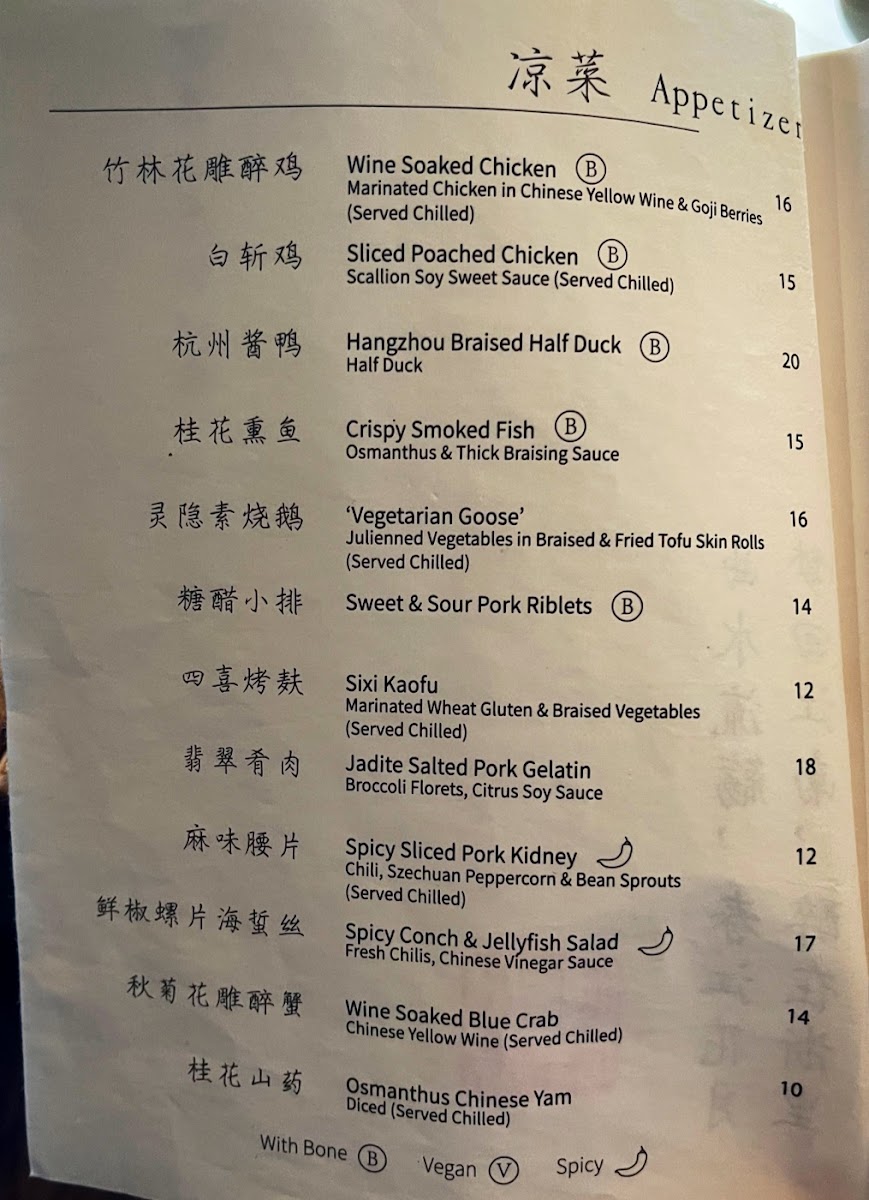 凉菜 Appetizer
竹林花雕醉鸡 Wine Soaked Chicken Ⓑ
Marinated Chicken in Chinese Yellow Wine & Goji Berries 16
(Served Chilled)
白斩鸡 Sliced Poached Chicken Ⓑ
Scallion Soy Sweet Sauce (Served Chilled) 15
杭州酱鸭 Hangzhou Braised Half Duck Ⓑ
Half Duck 20
桂花熏鱼 Crispy Smoked Fish Ⓑ
Osmanthus & Thick Braising Sauce 15
灵隐素烧鹅 ‘Vegetarian Goose’ 16
Julienned Vegetables in Braised & Fried Tofu Skin Rolls
(Served Chilled)
糖醋小排 Sweet & Sour Pork Riblets Ⓑ 14
四喜烤麸 Sixi Kaofu 12
Marinated Wheat Gluten & Braised Vegetables
(Served Chilled)
翡翠肴肉 Jadite Salted Pork Gelatin 18
Broccoli Florets, Citrus Soy Sauce
麻味腰片 Spicy Sliced Pork Kidney 12
Chili, Szechuan Peppercorn & Bean Sprouts
(Served Chilled)
鲜椒螺片海蜇丝 Spicy Conch & Jellyfish Salad 17
Fresh Chilis, Chinese Vinegar Sauce
秋菊花雕醉蟹 Wine Soaked Blue Crab 14
Chinese Yellow Wine (Served Chilled)
桂花山药 Osmanthus Chinese Yam 10
Diced (Served Chilled)
With Bone Ⓑ Vegan Ⓥ Spicy